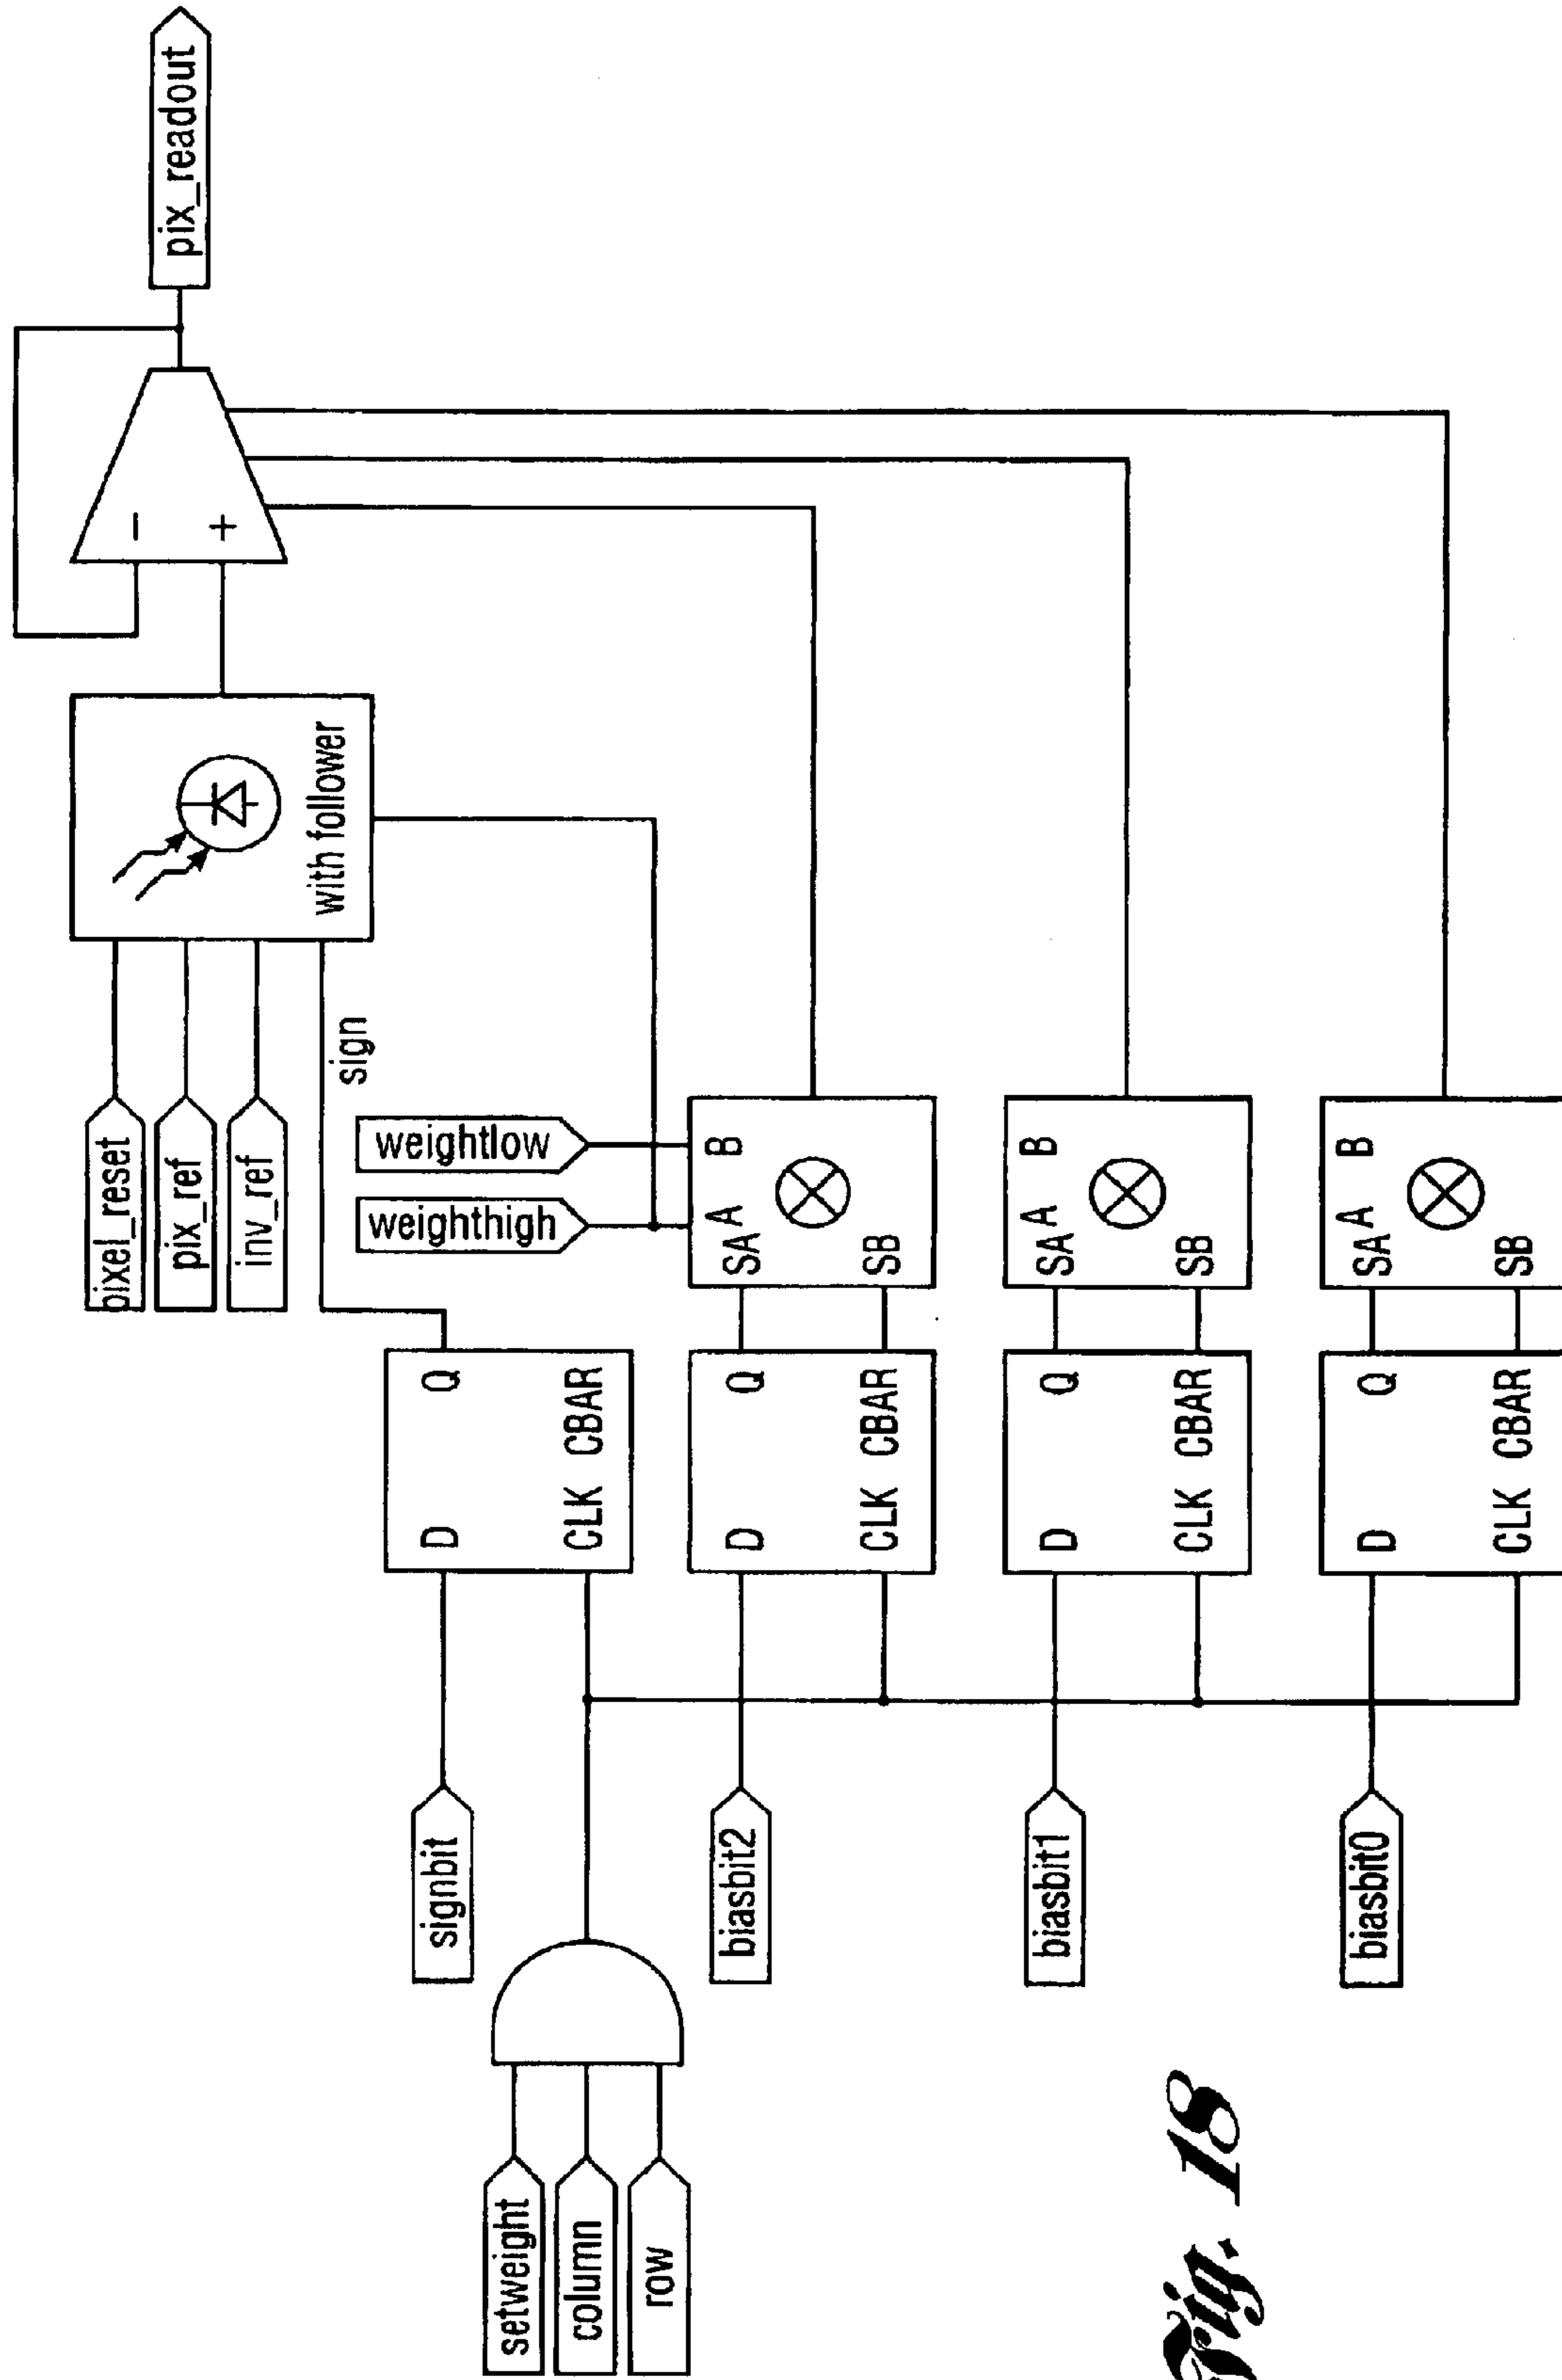 pix_readout
− +
with follower
pixel_reset
pix_ref
inv_ref
sign
weightlow
weighthigh
SA A B
SB
SA A B
SB
SA A B
SB
D Q
CLK CBAR
D Q
CLK CBAR
D Q
CLK CBAR
D Q
CLK CBAR
signbit
biasbit2
biasbit1
biasbit0
setweight
column
row
Fig. 18